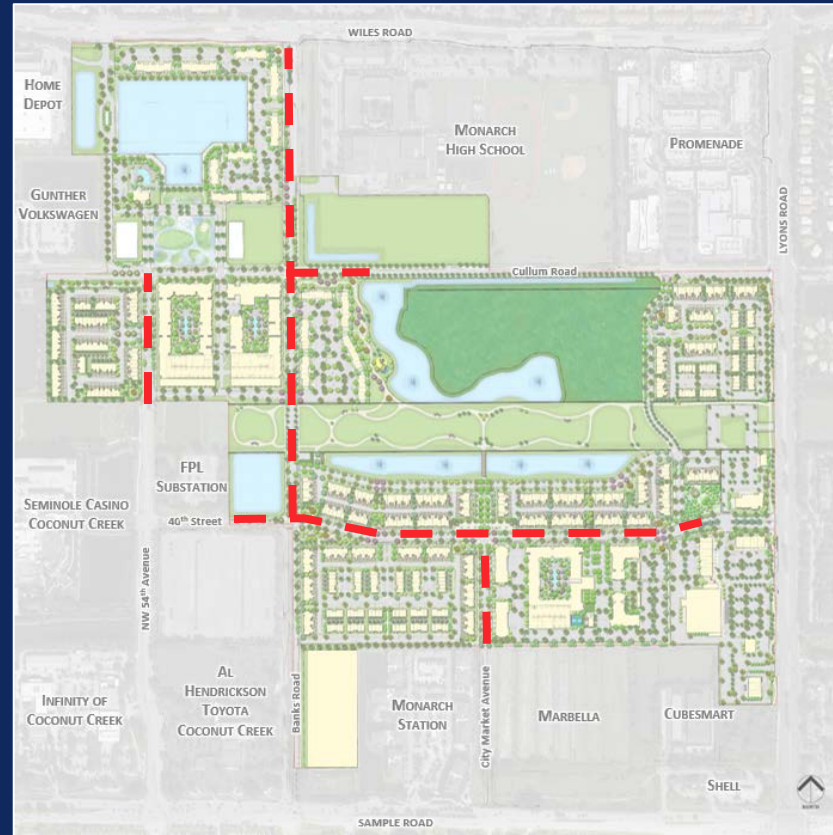 WILES ROAD
HOME
DEPOT
MONARCH
HIGH SCHOOL
PROMENADE
GUNTHER
VOLKSWAGEN
LYONS ROAD
Cullum Road
FPL
SUBSTATION
SEMINOLE CASINO
COCONUT CREEK
40th Street
NW 54th Avenue
INFINITY OF
COCONUT CREEK
AL
HENDRICKSON
TOYOTA
COCONUT CREEK
Banks Road
MONARCH
STATION
City Market Avenue
MARBELLA
CUBESMART
SHELL
NORTH
SAMPLE ROAD